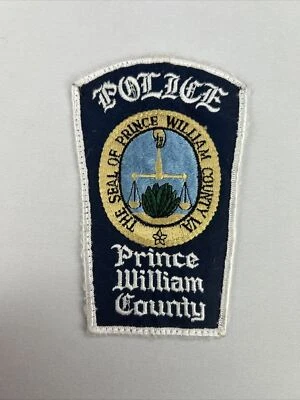 POLICE
THE SEAL OF PRINCE WILLIAM COUNTY VA
Prince
William
County